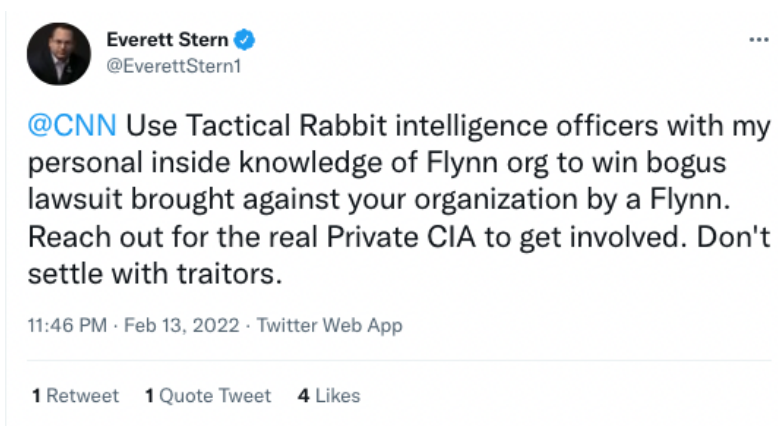 Everett Stern
@EverettStern1
@CNN Use Tactical Rabbit intelligence officers with my
personal inside knowledge of Flynn org to win bogus
lawsuit brought against your organization by a Flynn.
Reach out for the real Private CIA to get involved. Don't
settle with traitors.
11:46 PM · Feb 13, 2022 · Twitter Web App
1 Retweet 1 Quote Tweet 4 Likes